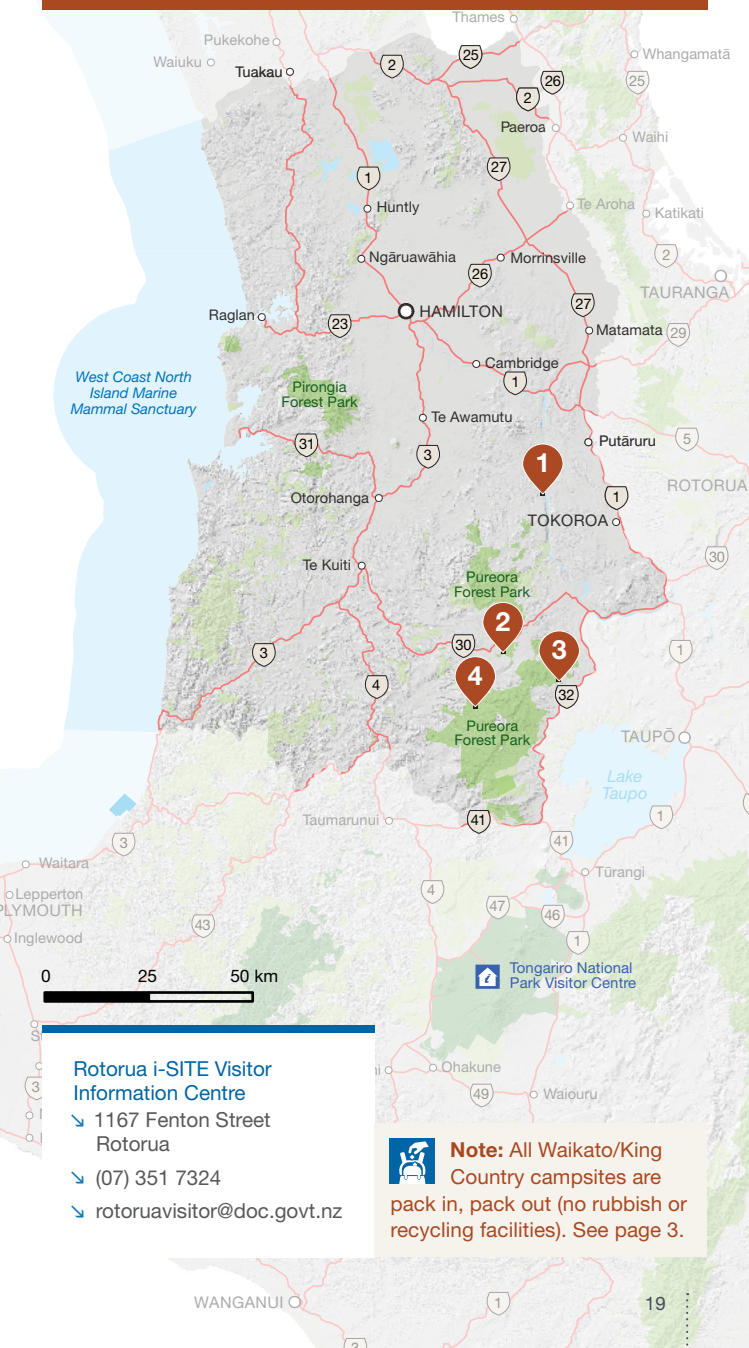 Thames
Pukekohe
Waiuku
Whangamatā
25
2
Tuakau
26
25
2
Paeroa
Waihi
27
1
Huntly
Te Aroha
Katikati
Ngāruawāhia
Morrinsville
2
26
TAURANGA
Raglan
HAMILTON
27
23
Matamata
29
Cambridge
West Coast North
Island Marine
Mammal Sanctuary
1
Pirongia
Forest Park
Te Awamutu
31
Putāruru
5
3
1
ROTORUA
Otorohanga
1
TOKOROA
30
Te Kuiti
Pureora
Forest Park
2
30
3
3
1
4
4
32
Pureora
Forest Park
TAUPŌ
Lake
Taupo
Taumarunui
41
1
3
41
Waitara
Tūrangi
Lepperton
4
PLYMOUTH
47
46
43
Inglewood
1
0 25 50 km
Tongariro National
Park Visitor Centre
Ohakune
3
49
Waiouru
Rotorua i-SITE Visitor
Information Centre
↘ 1167 Fenton Street
Rotorua
↘ (07) 351 7324
↘ rotoruavisitor@doc.govt.nz
Note: All Waikato/King
Country campsites are
pack in, pack out (no rubbish or
recycling facilities). See page 3.
WANGANUI
1
19
3